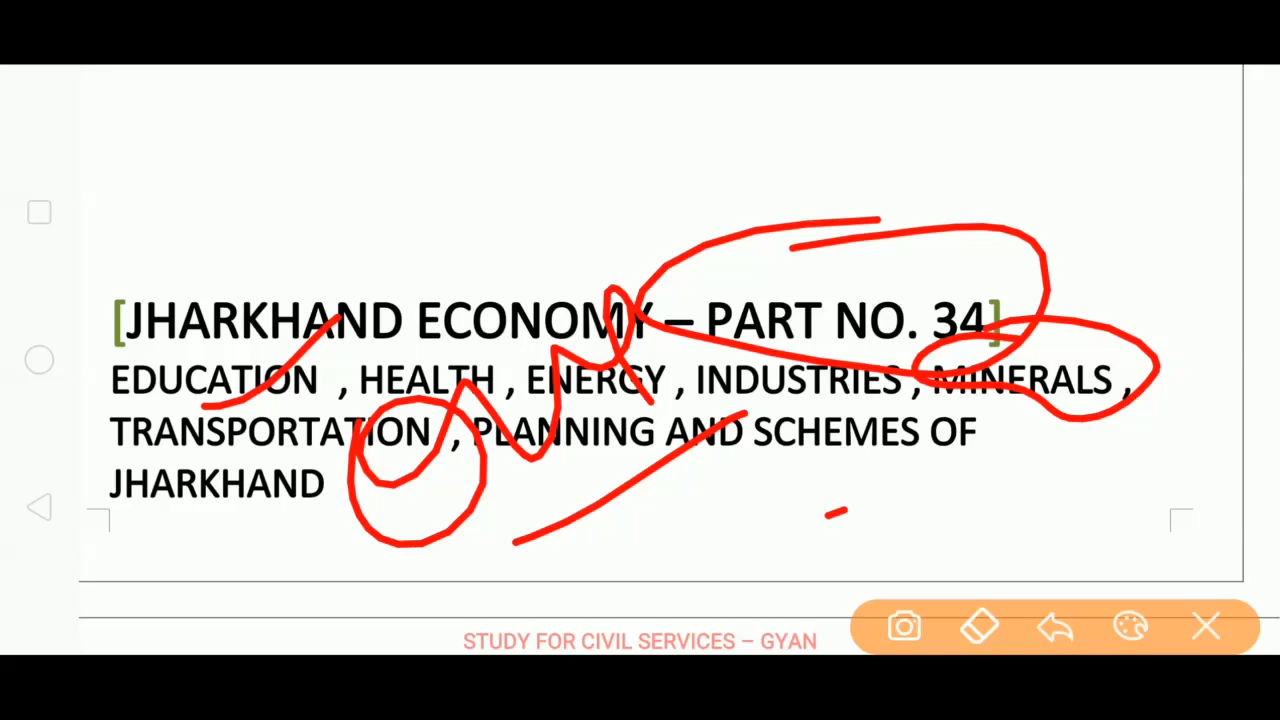 [JHARKHAND ECONOMY – PART NO. 34]
EDUCATION , HEALTH , ENERGY , INDUSTRIES , MINERALS ,
TRANSPORTATION , PLANNING AND SCHEMES OF
JHARKHAND
STUDY FOR CIVIL SERVICES – GYAN